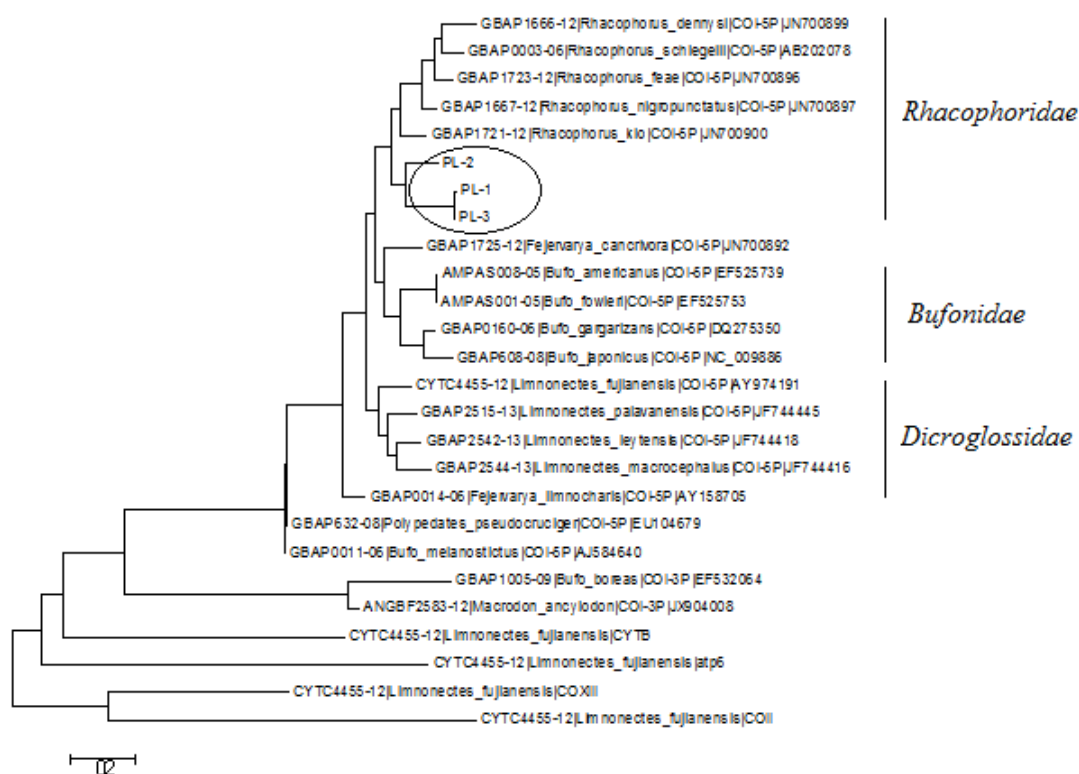 GBAP1666-12|Rhacophorus_dennysi|COI-5P|JN700899
GBAP0003-06|Rhacophorus_schlegelii|COI-5P|AB202078
GBAP1723-12|Rhacophorus_feae|COI-5P|JN700896
GBAP1667-12|Rhacophorus_nigropunctatus|COI-5P|JN700897
Rhacophoridae
GBAP1721-12|Rhacophorus_kio|COI-5P|JN700900
PL-2
PL-1
PL-3
GBAP1725-12|Fejervarya_cancrivora|COI-5P|JN700892
AMPAS008-05|Bufo_americanus|COI-5P|EF525739
AMPAS001-05|Bufo_fowleri|COI-5P|EF525753
Bufonidae
GBAP0160-06|Bufo_gargarizans|COI-5P|DQ275350
GBAP608-08|Bufo_japonicus|COI-5P|NC_009886
CYTC4455-12|Limnonectes_fujianensis|COI-5P|AY974191
GBAP2515-13|Limnonectes_palavanensis|COI-5P|JF744445
Dicroglossidae
GBAP2542-13|Limnonectes_leytensis|COI-5P|JF744418
GBAP2544-13|Limnonectes_macrocephalus|COI-5P|JF744416
GBAP0014-06|Fejervarya_limnocharis|COI-5P|AY158705
GBAP632-08|Polypedates_pseudocruciger|COI-5P|EU104679
GBAP0011-06|Bufo_melanostictus|COI-5P|AJ584640
GBAP1005-09|Bufo_boreas|COI-3P|EF532064
ANGBF2583-12|Macrodon_ancylodon|COI-3P|JX904008
CYTC4455-12|Limnonectes_fujianensis|CYTB
CYTC4455-12|Limnonectes_fujianensis|atp6
CYTC4455-12|Limnonectes_fujianensis|COXIII
CYTC4455-12|Limnonectes_fujianensis|COII